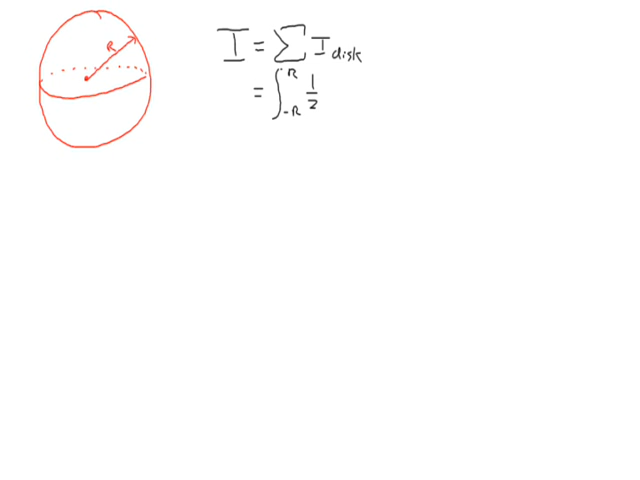 R
I = ∑ I disk
= ∫ -R R 1/2